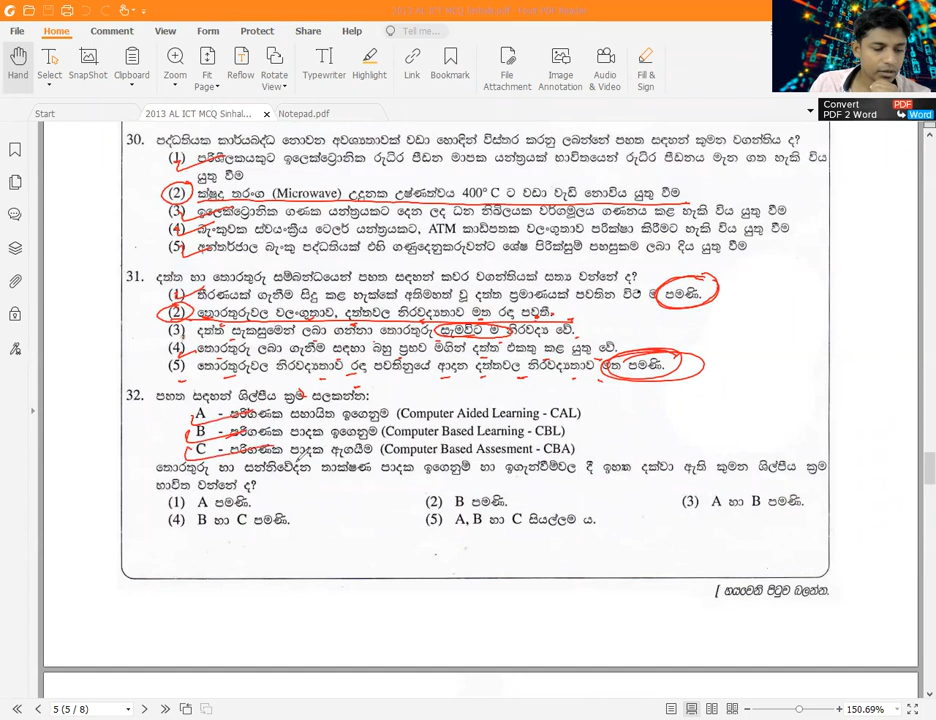 2013 AL ICT MCQ Sinhala.pdf - Foxit PDF Reader
File Home Comment View Form Protect Share Help Tell me...
Hand Select SnapShot Clipboard Zoom Fit Page Reflow Rotate View Typewriter Highlight Link Bookmark File Attachment Image Annotation Audio & Video Fill & Sign
Start 2013 AL ICT MCQ Sinhal... Notepad.pdf
Convert PDF
PDF 2 Word Word
30. පද්ධතියක කාර්යබද්ධ නොවන අවශ්‍යතාවක් වඩා හොඳින් විස්තර කරනු ලබන්නේ පහත සඳහන් කුමන වගන්තිය ද?
(1) පරිශීලකයකුට ඉලෙක්ට්‍රොනික රුධිර පීඩන මාපක යන්ත්‍රයක් භාවිතයෙන් රුධිර පීඩනය මැන ගත හැකි විය
යුතු වීම
(2) ක්ෂුද්‍ර තරංග (Microwave) උදුනක උෂ්ණත්වය 400° C ට වඩා වැඩි නොවිය යුතු වීම
(3) ඉලෙක්ට්‍රොනික ගණක යන්ත්‍රයකට දෙන ලද ධන නිඛිලයක වර්ගමූලය ගණනය කළ හැකි විය යුතු වීම
(4) බැංකුවක ස්වයංක්‍රීය ටෙලර් යන්ත්‍රයකට, ATM කාඩ්පතක වලංගුතාව පරීක්ෂා කිරීමට හැකි විය යුතු වීම
(5) අන්තර්ජාල බැංකු පද්ධතියක් එහි ගණුදෙනුකරුවන්ට ශේෂ පිරික්සුම් පහසුකම ලබා දිය යුතු වීම
31. දත්ත හා තොරතුරු සම්බන්ධයෙන් පහත සඳහන් කවර වගන්තියක් සත්‍ය වන්නේ ද?
(1) තීරණයක් ගැනීම සිදු කළ හැක්කේ අතිමහත් වූ දත්ත ප්‍රමාණයක් පවතින විට ම පමණි.
(2) තොරතුරුවල වලංගුතාව, දත්තවල නිරවද්‍යතාව මත රඳා පවතී.
(3) දත්ත සැකසුමෙන් ලබා ගන්නා තොරතුරු සැමවිට ම නිරවද්‍ය වේ.
(4) තොරතුරු ලබා ගැනීම සඳහා බහු ප්‍රභව මගින් දත්ත එකතු කළ යුතු වේ.
(5) තොරතුරුවල නිරවද්‍යතාව රඳා පවතිනුයේ ආදාන දත්තවල නිරවද්‍යතාව මත පමණි.
32. පහත සඳහන් ශිල්පීය ක්‍රම සලකන්න:
A - පරිගණක සහායිත ඉගෙනුම (Computer Aided Learning - CAL)
B - පරිගණක පාදක ඉගෙනුම (Computer Based Learning - CBL)
C - පරිගණක පාදක ඇගයීම (Computer Based Assesment - CBA)
තොරතුරු හා සන්නිවේදන තාක්ෂණ පාදක ඉගෙනුම් හා ඉගැන්වීම්වල දී ඉහත දක්වා ඇති කුමන ශිල්පීය ක්‍රම
භාවිත වන්නේ ද?
(1) A පමණි. (2) B පමණි. (3) A හා B පමණි.
(4) B හා C පමණි. (5) A, B හා C සියල්ලම ය.
[ හයවෙනි පිටුව බලන්න.
5 (5 / 8) 150.69%